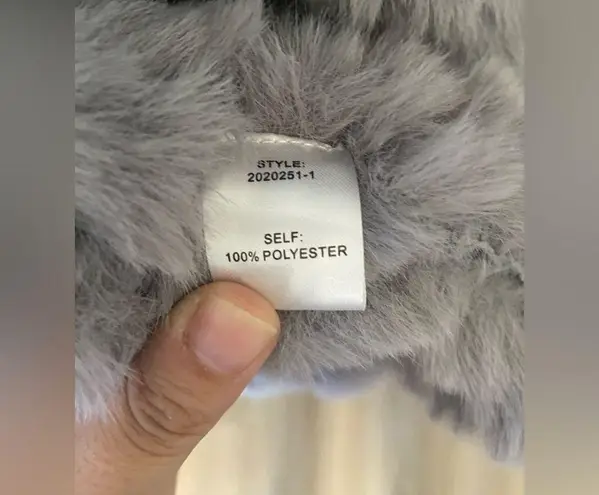 STYLE:
2020251-1
SELF:
100% POLYESTER